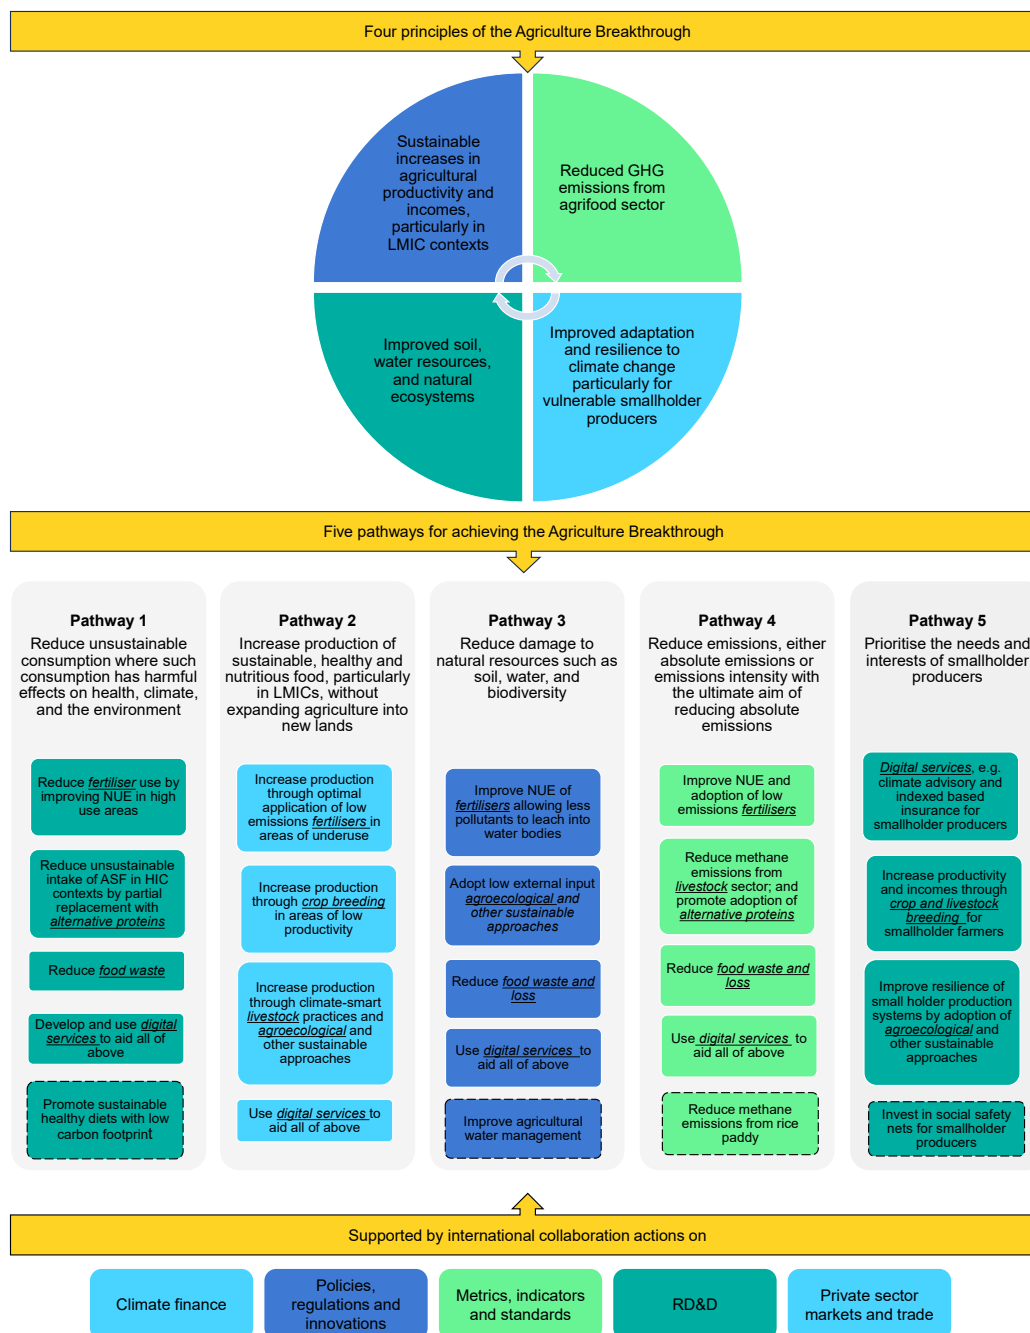 Four principles of the Agriculture Breakthrough
Sustainable
increases in
agricultural
productivity and
incomes,
particularly in
LMIC contexts
Reduced GHG
emissions from
agrifood sector
Improved soil,
water resources,
and natural
ecosystems
Improved adaptation
and resilience to
climate change
particularly for
vulnerable smallholder
producers
Five pathways for achieving the Agriculture Breakthrough
Pathway 1
Reduce unsustainable
consumption where such
consumption has harmful
effects on health, climate,
and the environment
Reduce fertiliser use by
improving NUE in high
use areas
Reduce unsustainable
intake of ASF in HIC
contexts by partial
replacement with
alternative proteins
Reduce food waste
Develop and use digital
services to aid all of
above
Promote sustainable
healthy diets with low
carbon footprint
Pathway 2
Increase production of
sustainable, healthy and
nutritious food, particularly
in LMICs, without
expanding agriculture into
new lands
Increase production
through optimal
application of low
emissions fertilisers in
areas of underuse
Increase production
through crop breeding
in areas of low
productivity
Increase production
through climate-smart
livestock practices and
agroecological and
other sustainable
approaches
Use digital services to
aid all of above
Pathway 3
Reduce damage to
natural resources such as
soil, water, and
biodiversity
Improve NUE of
fertilisers allowing less
pollutants to leach into
water bodies
Adopt low external input
agroecological and
other sustainable
approaches
Reduce food waste and
loss
Use digital services to
aid all of above
Improve agricultural
water management
Pathway 4
Reduce emissions, either
absolute emissions or
emissions intensity with
the ultimate aim of
reducing absolute
emissions
Improve NUE and
adoption of low
emissions fertilisers
Reduce methane
emissions from
livestock sector; and
promote adoption of
alternative proteins
Reduce food waste and
loss
Use digital services to
aid all of above
Reduce methane
emissions from rice
paddy
Pathway 5
Prioritise the needs and
interests of smallholder
producers
Digital services, e.g.
climate advisory and
indexed based
insurance for
smallholder producers
Increase productivity
and incomes through
crop and livestock
breeding for
smallholder farmers
Improve resilience of
small holder production
systems by adoption of
agroecological and
other sustainable
approaches
Invest in social safety
nets for smallholder
producers
Supported by international collaboration actions on
Climate finance
Policies,
regulations and
innovations
Metrics, indicators
and standards
RD&D
Private sector
markets and trade